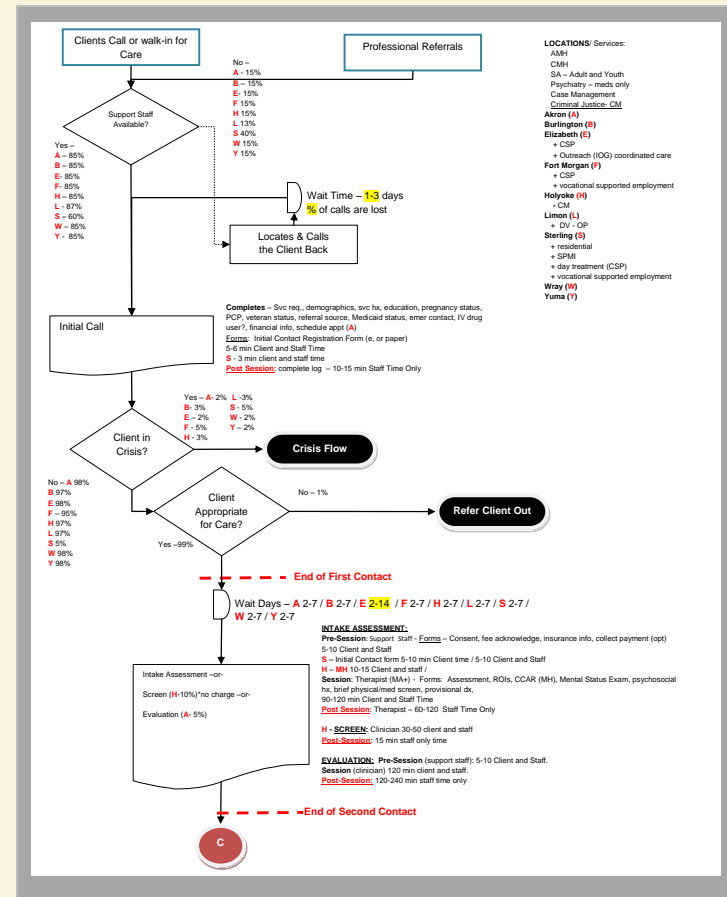 Clients Call or walk-in for
Care
Professional Referrals
No –
A - 15%
B – 15%
E- 15%
F 15%
H 15%
L 13%
S 40%
W 15%
Y 15%
LOCATIONS/ Services:
AMH
CMH
SA – Adult and Youth
Psychiatry – meds only
Case Management
Criminal Justice- CM
Akron (A)
Burlington (B)
Elizabeth (E)
+ CSP
+ Outreach (IOG) coordinated care
Fort Morgan (F)
+ CSP
+ vocational supported employment
Holyoke (H)
- CM
Limon (L)
+ DV - OP
Sterling (S)
+ residential
+ SPMI
+ day treatment (CSP)
+ vocational supported employment
Wray (W)
Yuma (Y)
Support Staff
Available?
Yes –
A – 85%
B – 85%
E- 85%
F- 85%
H – 85%
L - 87%
S – 60%
W – 85%
Y - 85%
Wait Time – 1-3 days
% of calls are lost
Locates & Calls
the Client Back
Initial Call
Completes – Svc req., demographics, svc hx, education, pregnancy status,
PCP, veteran status, referral source, Medicaid status, emer contact, IV drug
user?, financial info, schedule appt (A)
Forms: Initial Contact Registration Form (e, or paper)
5-6 min Client and Staff Time
S - 3 min client and staff time
Post Session: complete log – 10-15 min Staff Time Only
Yes – A- 2% L -3%
B- 3% S - 5%
E – 2% W - 2%
F - 5% Y – 2%
H - 3%
Client in
Crisis?
Crisis Flow
No – A 98%
B 97%
E 98%
F – 95%
H 97%
L 97%
S 5%
W 98%
Y 98%
Client
Appropriate
for Care?
No – 1%
Refer Client Out
Yes –99%
End of First Contact
Wait Days – A 2-7 / B 2-7 / E 2-14 / F 2-7 / H 2-7 / L 2-7 / S 2-7 /
W 2-7 / Y 2-7
INTAKE ASSESSMENT:
Pre-Session: Support Staff - Forms – Consent, fee acknowledge, insurance info, collect payment (opt)
5-10 Client and Staff
S – Initial Contact form 5-10 min Client time / 5-10 Client and Staff
H – MH 10-15 Client and staff /
Session: Therapist (MA+) - Forms: Assessment, ROIs, CCAR (MH), Mental Status Exam, psychosocial
hx, brief physical/med screen, provisional dx,
90-120 min Client and Staff Time
Post Session: Therapist – 60-120 Staff Time Only
H - SCREEN: Clinician 30-50 client and staff
Post-Session: 15 min staff only time
EVALUATION: Pre-Session (support staff): 5-10 Client and Staff.
Session (clinician) 120 min client and staff.
Post-Session: 120-240 min staff time only
Intake Assessment –or-
Screen (H-10%)*no charge –or-
Evaluation (A- 5%)
End of Second Contact
C